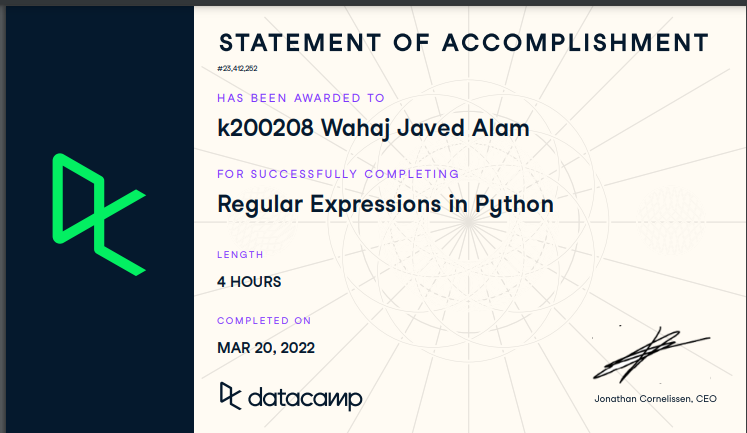 STATEMENT OF ACCOMPLISHMENT
#23,412,252
HAS BEEN AWARDED TO
k200208 Wahaj Javed Alam
FOR SUCCESSFULLY COMPLETING
Regular Expressions in Python
LENGTH
4 HOURS
COMPLETED ON
MAR 20, 2022
datacamp
Jonathan Cornelissen, CEO